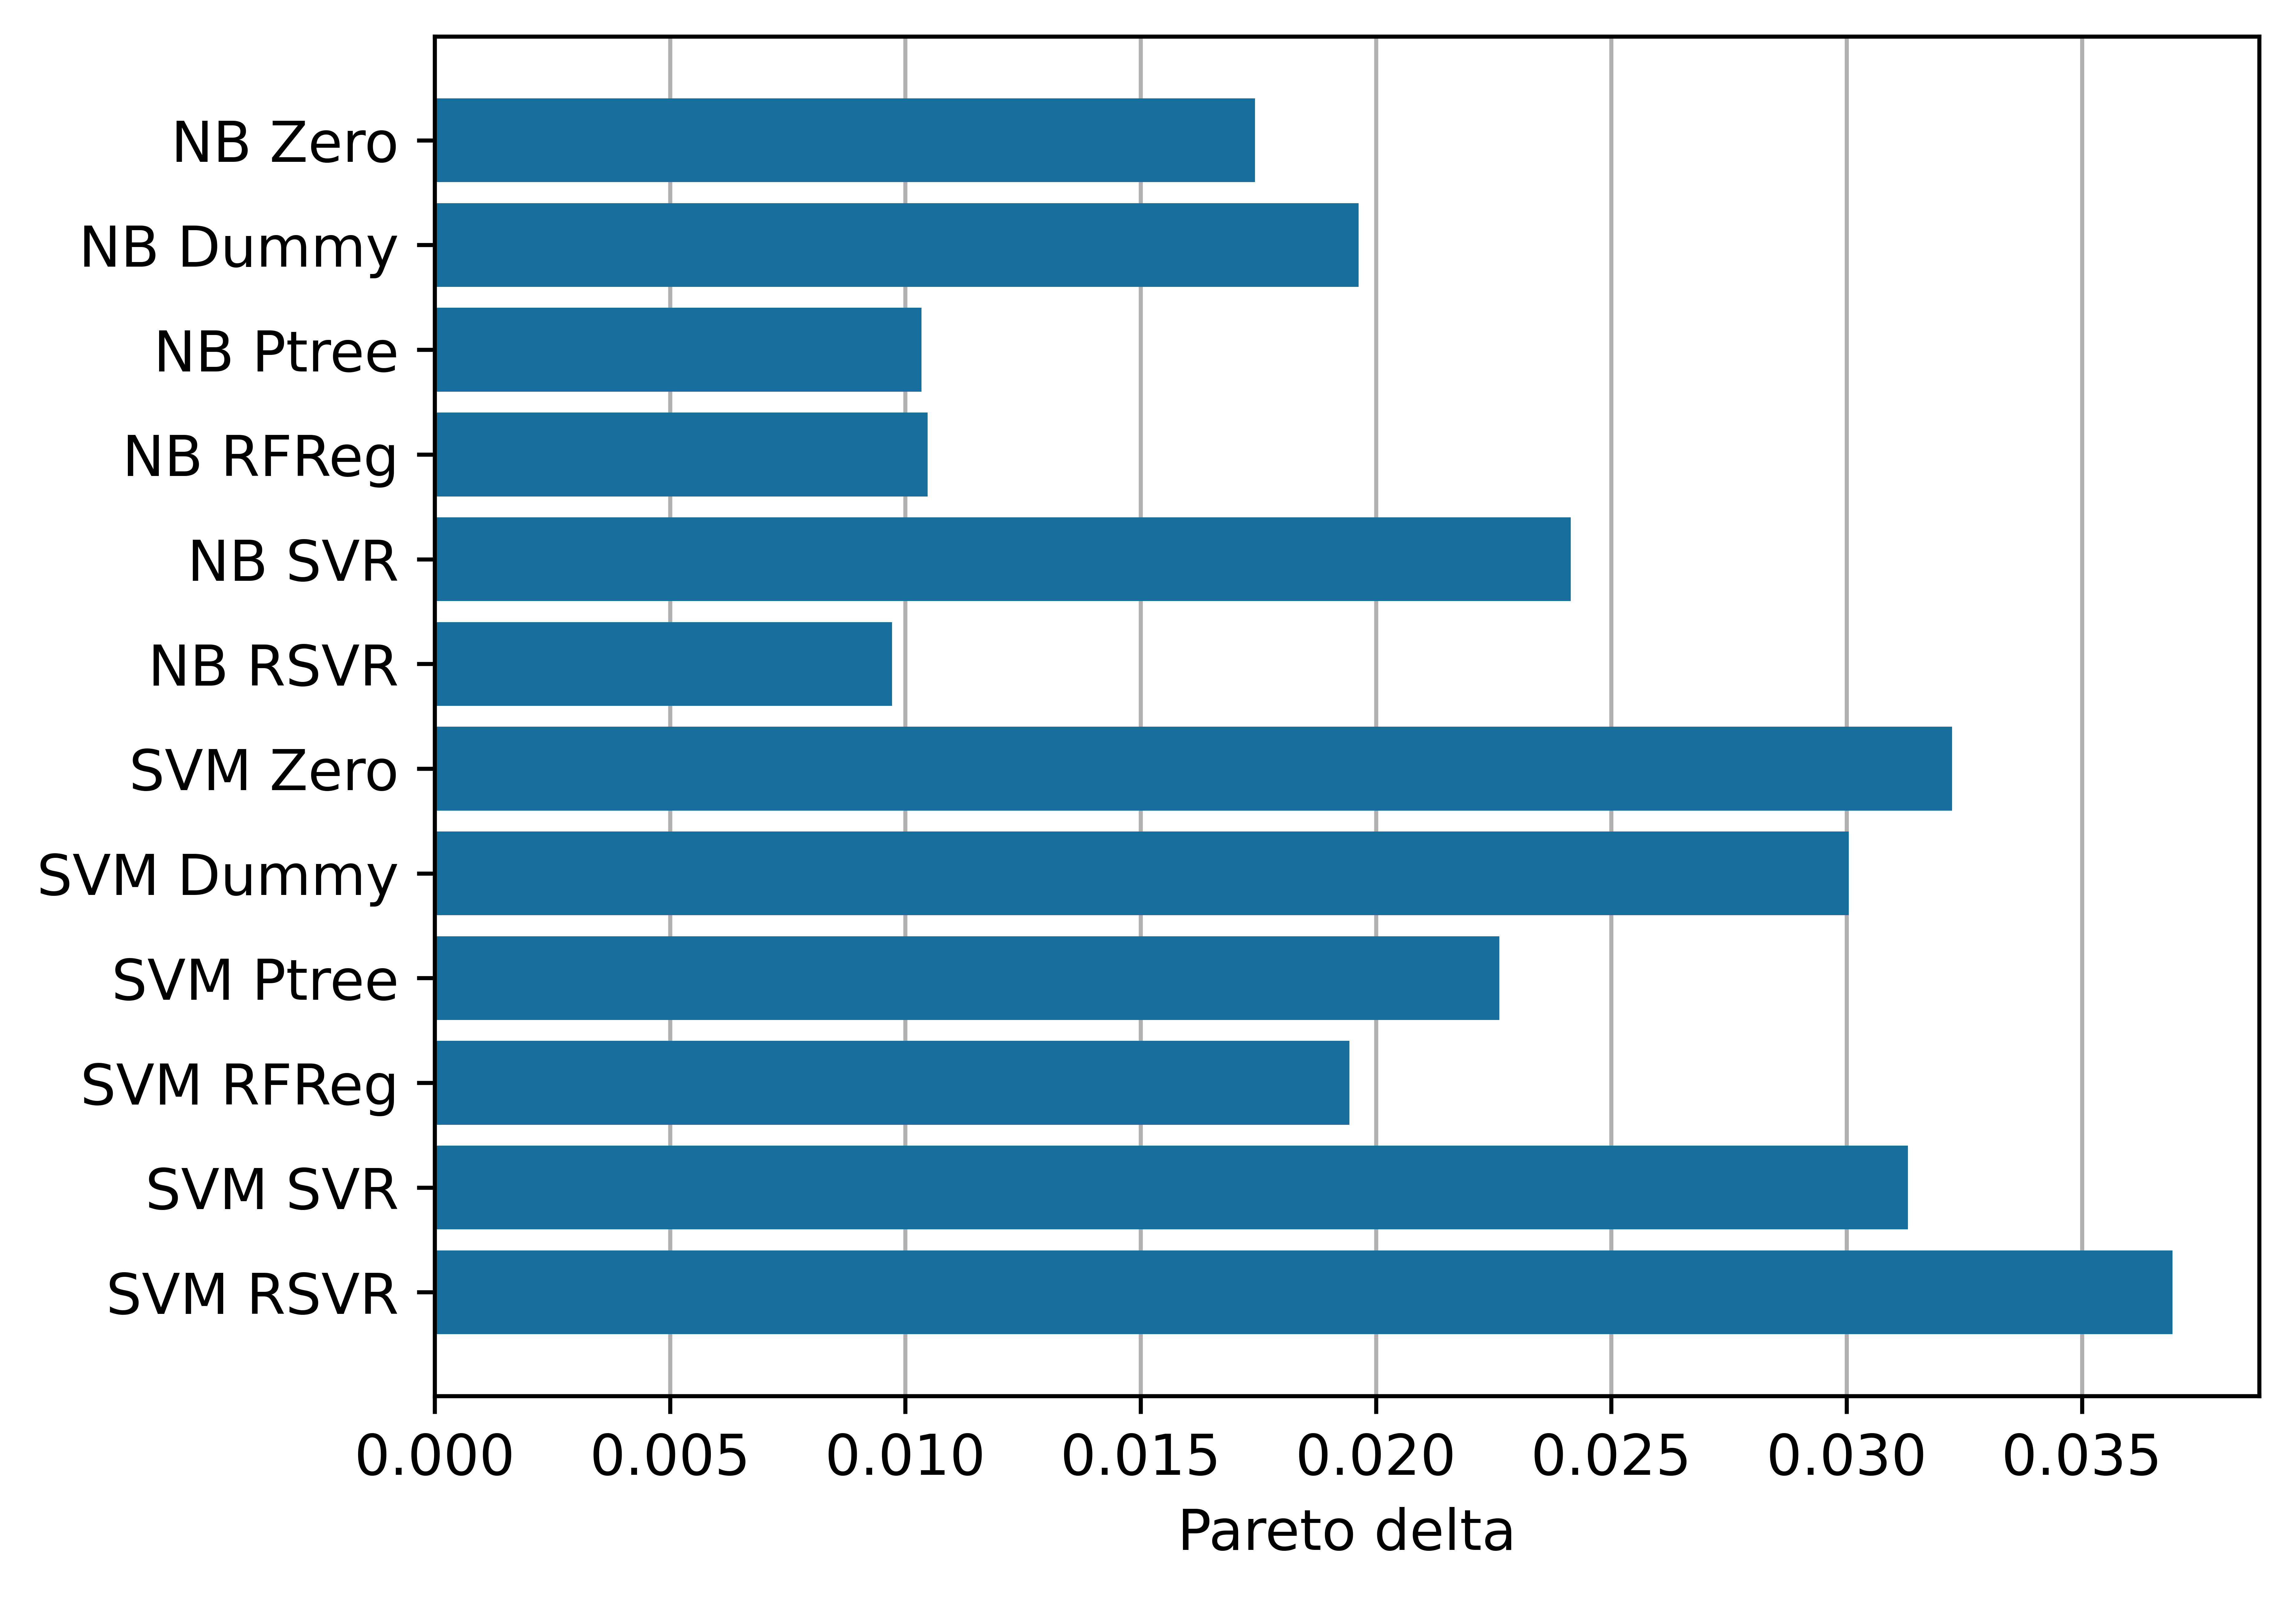 NB Zero
NB Dummy
NB Ptree
NB RFReg
NB SVR
NB RSVR
SVM Zero
SVM Dummy
SVM Ptree
SVM RFReg
SVM SVR
SVM RSVR
0.000 0.005 0.010 0.015 0.020 0.025 0.030 0.035
Pareto delta